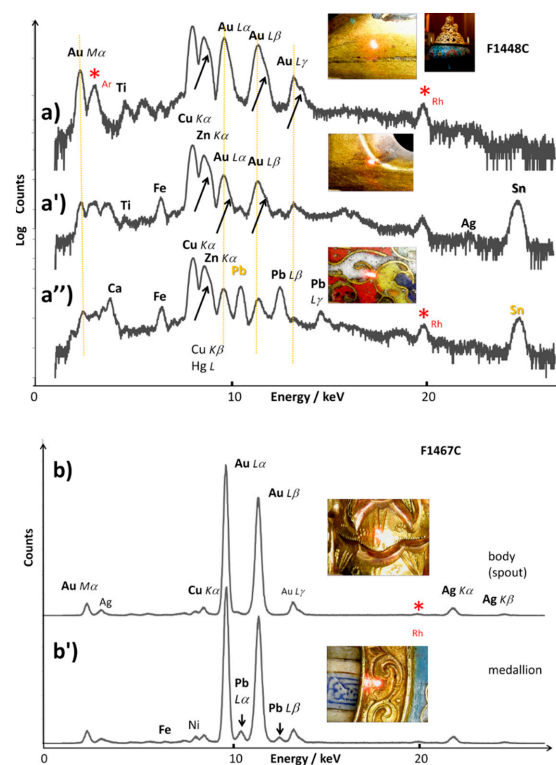 F1448C
Au Mα
* Ar
Ti
Au Lα
Au Lβ
Au Lγ
* Rh
a)
Cu Kα
Zn Kα
Au Lα
Au Lβ
Fe
Ti
Ag
Sn
a')
Cu Kα
Zn Kα
Pb
Pb Lβ
Pb
Lγ
Ca
Fe
* Rh
Sn
a'')
Cu Kβ
Hg L
Log Counts
0
10
20
Energy / keV
b)
F1467C
Au Lα
Au Lβ
Counts
Au Mα
Ag
Cu Kα
Au Lγ
*
Rh
Ag Kα
Ag Kβ
body
(spout)
b')
medallion
Pb
Lα
Pb Lβ
Fe
Ni
0
10
20
Energy / keV